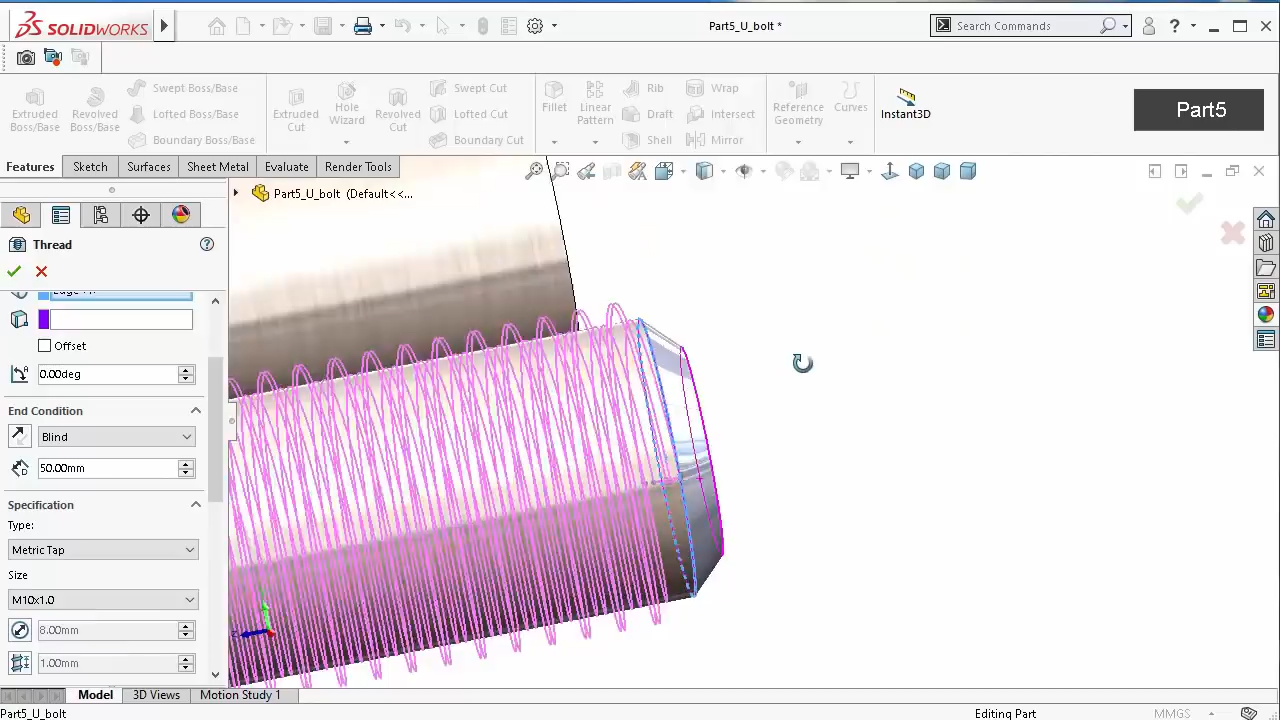 SOLIDWORKS
Part5_U_bolt *
Search Commands
?
Extruded Boss/Base
Revolved Boss/Base
Swept Boss/Base
Lofted Boss/Base
Boundary Boss/Base
Extruded Cut
Hole Wizard
Revolved Cut
Swept Cut
Lofted Cut
Boundary Cut
Fillet
Linear Pattern
Rib
Draft
Shell
Wrap
Intersect
Mirror
Reference Geometry
Curves
Instant3D
Part5
Features
Sketch
Surfaces
Sheet Metal
Evaluate
Render Tools
Part5_U_bolt (Default<<...
Thread
?
Offset
0.00deg
End Condition
Blind
50.00mm
Specification
Type:
Metric Tap
Size
M10x1.0
8.00mm
1.00mm
Model
3D Views
Motion Study 1
Part5_U_bolt
Editing Part
MMGS